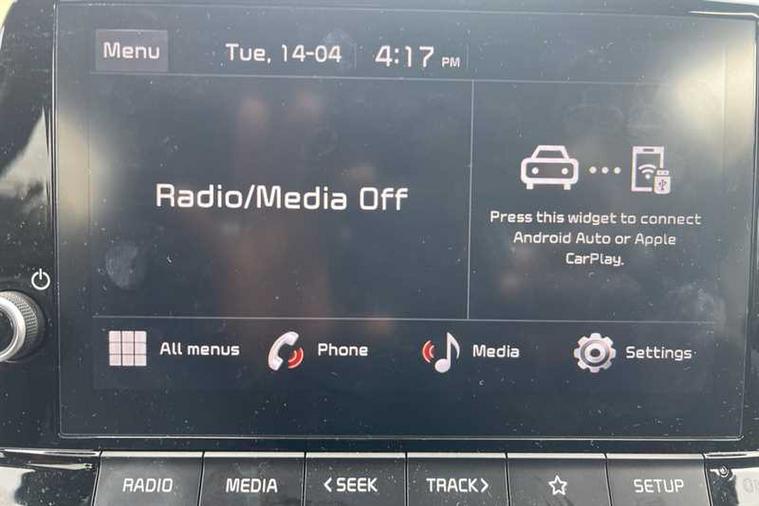 Menu
Tue, 14-04
4:17 PM
Radio/Media Off
Press this widget to connect
Android Auto or Apple
CarPlay.
All menus
Phone
Media
Settings
RADIO
MEDIA
<SEEK
TRACK>
SETUP